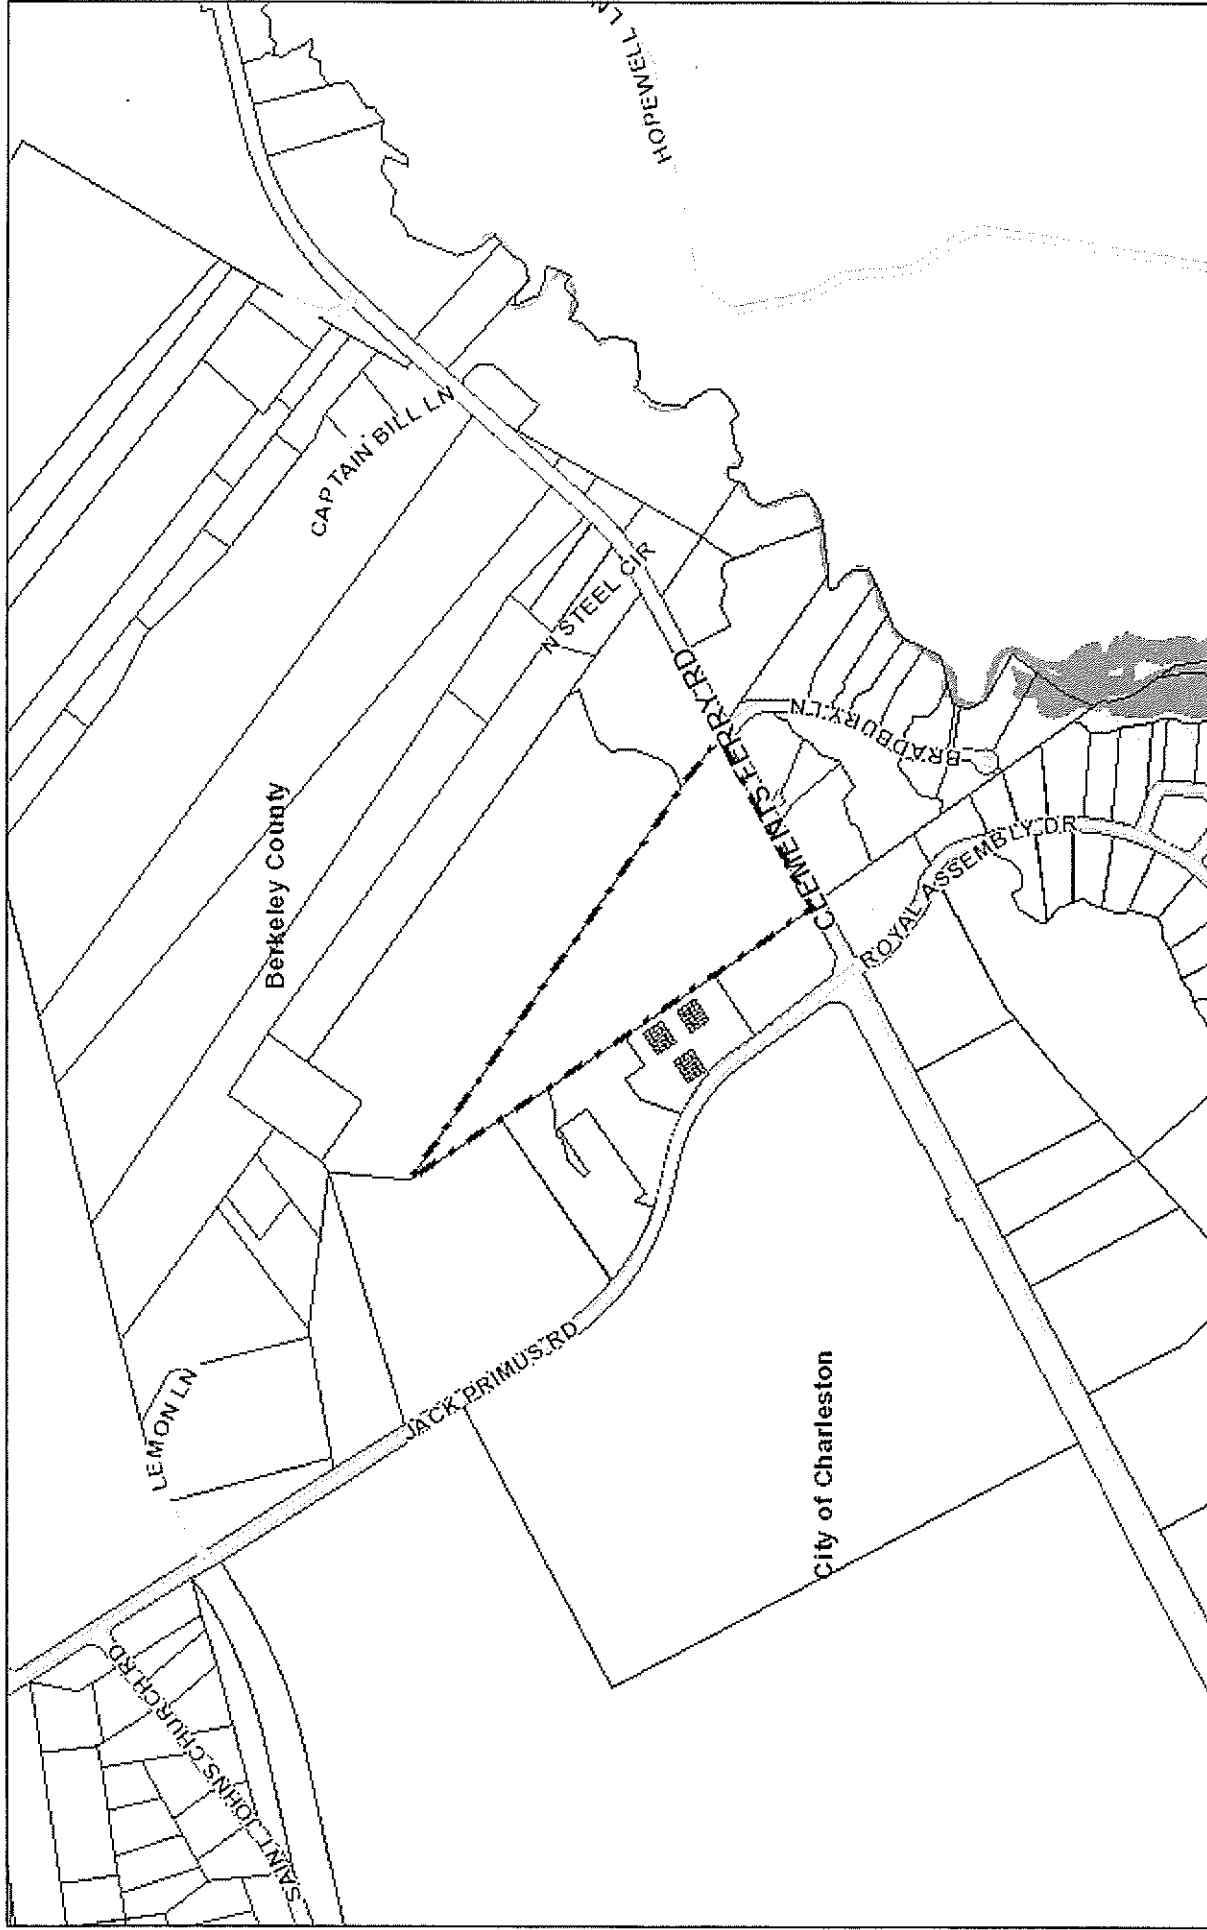 HOPEWELL LN
CAPTAIN BILL LN
N STEEL CIR
Berkeley County
CLEMENTS FERRY RD
BRADBURY LN
ROYAL ASSEMBLY DR
LEMON LN
JACK PRIMUS RD
City of Charleston
SAINT JOHNS CHURCH RD